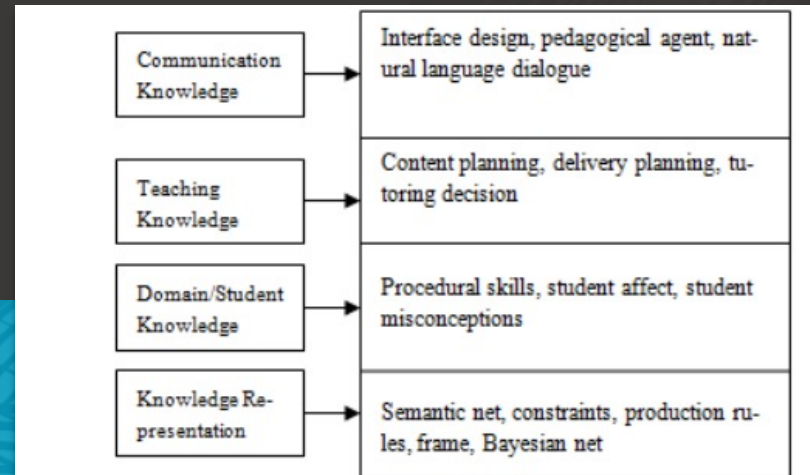 Communication
Knowledge
Interface design, pedagogical agent, nat-
ural language dialogue
Teaching
Knowledge
Content planning, delivery planning, tu-
toring decision
Domain/Student
Knowledge
Procedural skills, student affect, student
misconceptions
Knowledge Re-
presentation
Semantic net, constraints, production ru-
les, frame, Bayesian net